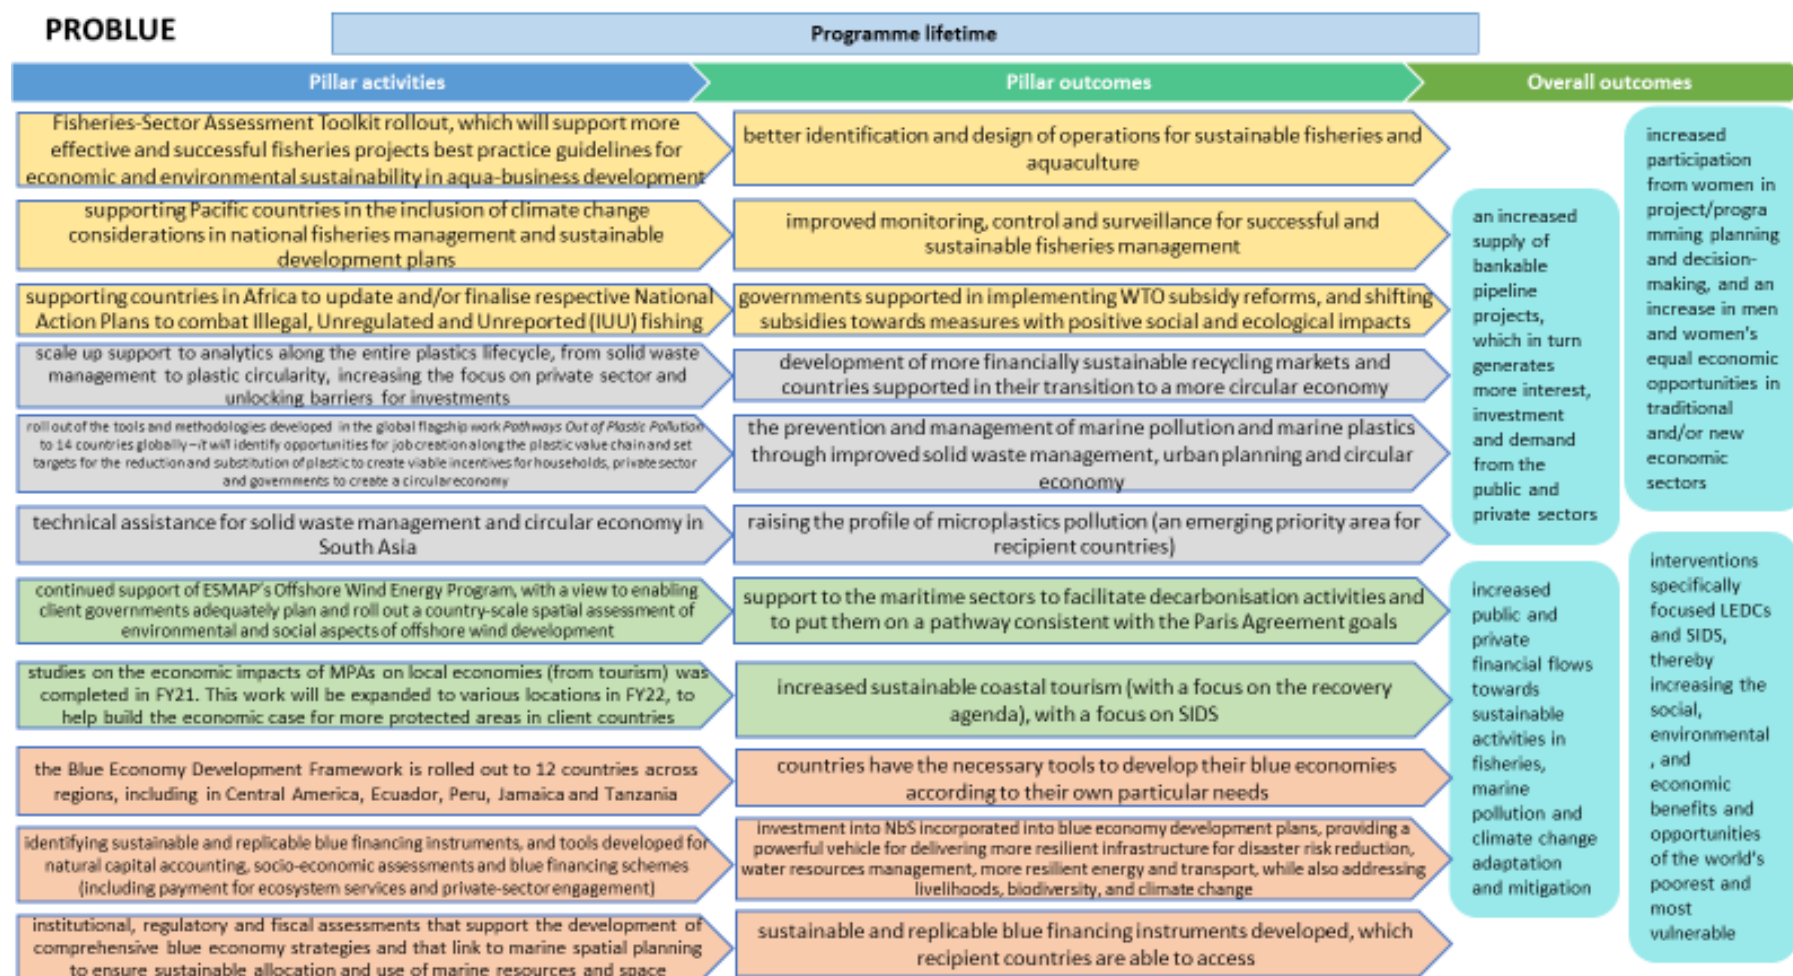 PROBLUE
Programme lifetime
Pillar activities
Pillar outcomes
Overall outcomes
Fisheries-Sector Assessment Toolkit rollout, which will support more
effective and successful fisheries projects best practice guidelines for
economic and environmental sustainability in aqua-business development
better identification and design of operations for sustainable fisheries and
aquaculture
supporting Pacific countries in the inclusion of climate change
considerations in national fisheries management and sustainable
development plans
improved monitoring, control and surveillance for successful and
sustainable fisheries management
supporting countries in Africa to update and/or finalise respective National
Action Plans to combat Illegal, Unregulated and Unreported (IUU) fishing
governments supported in implementing WTO subsidy reforms, and shifting
subsidies towards measures with positive social and ecological impacts
scale up support to analytics along the entire plastics lifecycle, from solid waste
management to plastic circularity, increasing the focus on private sector and
unlocking barriers for investments
development of more financially sustainable recycling markets and
countries supported in their transition to a more circular economy
roll out of the tools and methodologies developed in the global flagship work Pathways Out of Plastic Pollution
to 14 countries globally – it will identify opportunities for job creation along the plastic value chain and set
targets for the reduction and substitution of plastic to create viable incentives for households, private sector
and governments to create a circular economy
the prevention and management of marine pollution and marine plastics
through improved solid waste management, urban planning and circular
economy
technical assistance for solid waste management and circular economy in
South Asia
raising the profile of microplastics pollution (an emerging priority area for
recipient countries)
continued support of ESMAP's Offshore Wind Energy Program, with a view to enabling
client governments adequately plan and roll out a country-scale spatial assessment of
environmental and social aspects of offshore wind development
support to the maritime sectors to facilitate decarbonisation activities and
to put them on a pathway consistent with the Paris Agreement goals
studies on the economic impacts of MPAs on local economies (from tourism) was
completed in FY21. This work will be expanded to various locations in FY22, to
help build the economic case for more protected areas in client countries
increased sustainable coastal tourism (with a focus on the recovery
agenda), with a focus on SIDS
the Blue Economy Development Framework is rolled out to 12 countries across
regions, including in Central America, Ecuador, Peru, Jamaica and Tanzania
countries have the necessary tools to develop their blue economies
according to their own particular needs
identifying sustainable and replicable blue financing instruments, and tools developed for
natural capital accounting, socio-economic assessments and blue financing schemes
(including payment for ecosystem services and private-sector engagement)
investment into NbS incorporated into blue economy development plans, providing a
powerful vehicle for delivering more resilient infrastructure for disaster risk reduction,
water resources management, more resilient energy and transport, while also addressing
livelihoods, biodiversity, and climate change
institutional, regulatory and fiscal assessments that support the development of
comprehensive blue economy strategies and that link to marine spatial planning
to ensure sustainable allocation and use of marine resources and space
sustainable and replicable blue financing instruments developed, which
recipient countries are able to access
an increased
supply of
bankable
pipeline
projects,
which in turn
generates
more interest,
investment
and demand
from the
public and
private sectors
increased
public and
private
financial flows
towards
sustainable
activities in
fisheries,
marine
pollution and
climate change
adaptation
and mitigation
increased
participation
from women in
project/progra
mming planning
and decision-
making, and an
increase in men
and women's
equal economic
opportunities in
traditional
and/or new
economic
sectors
interventions
specifically
focused LEDCs
and SIDS,
thereby
increasing the
social,
environmental
, and
economic
benefits and
opportunities
of the world's
poorest and
most
vulnerable